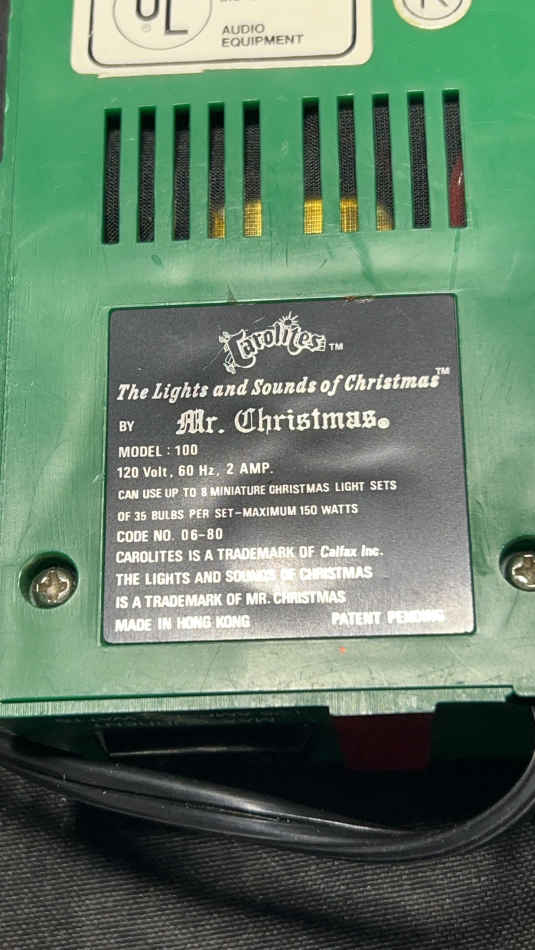 UL
®
AUDIO
EQUIPMENT
R
Carolites™
The Lights and Sounds of Christmas™
BY Mr. Christmas®
MODEL : 100
120 Volt, 60 Hz, 2 AMP.
CAN USE UP TO 8 MINIATURE CHRISTMAS LIGHT SETS
OF 35 BULBS PER SET-MAXIMUM 150 WATTS
CODE NO. 06-80
CAROLITES IS A TRADEMARK OF Calfax Inc.
THE LIGHTS AND SOUNDS OF CHRISTMAS
IS A TRADEMARK OF MR. CHRISTMAS
MADE IN HONG KONG PATENT PENDING